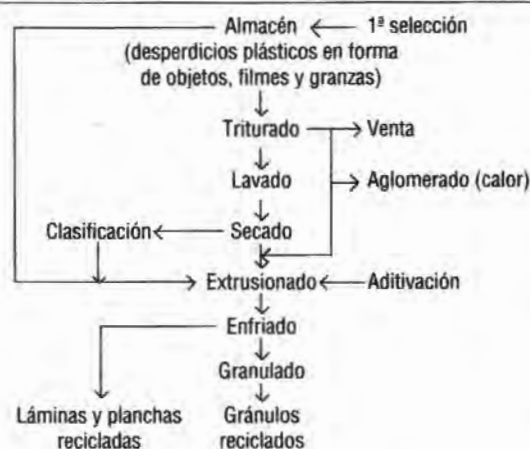 Almacén
1ª selección
(desperdicios plásticos en forma
de objetos, filmes y granzas)
Triturado
Venta
Lavado
Aglomerado (calor)
Clasificación
Secado
Extrusionado
Aditivación
Enfriado
Granulado
Láminas y planchas
recicladas
Gránulos
reciclados